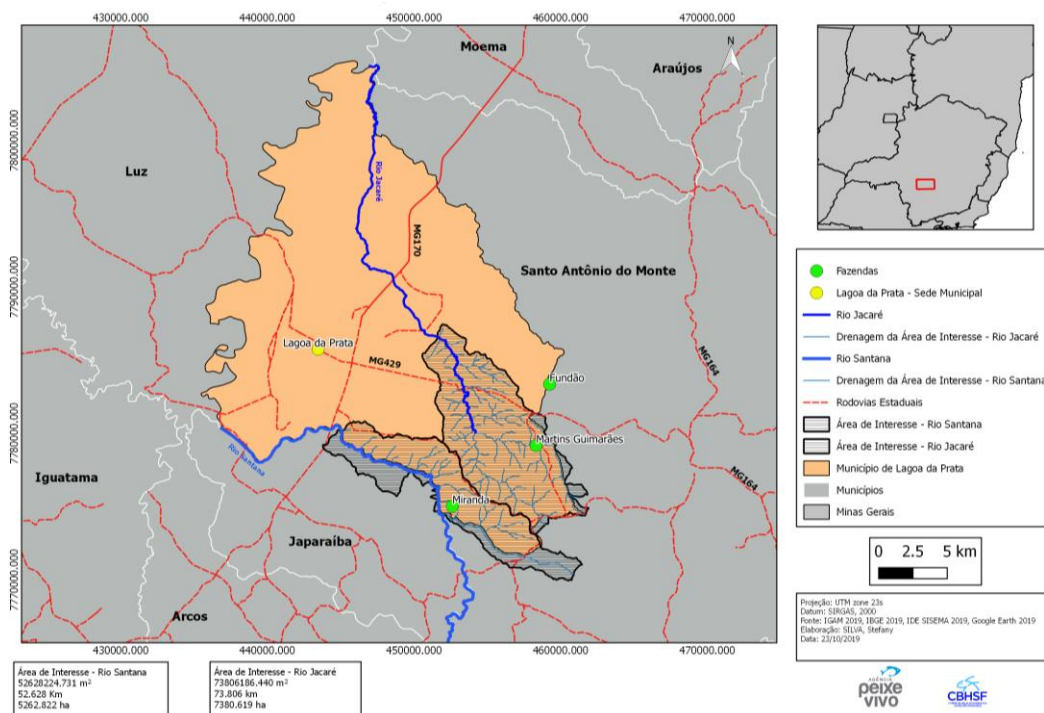 430000.000
440000.000
450000.000
460000.000
470000.000
7800000.000
7790000.000
7780000.000
7770000.000
Moema
Araújos
N
Luz
Rio Jacaré
MG170
Santo Antônio do Monte
Lagoa da Prata
MG429
MG164
Fundão
Martins Guimarães
Rio Santana
Iguatama
MG164
Miranda
Japaraíba
Arcos
430000.000
440000.000
450000.000
460000.000
470000.000
Fazendas
Lagoa da Prata - Sede Municipal
Rio Jacaré
Drenagem da Área de Interesse - Rio Jacaré
Rio Santana
Drenagem da Área de Interesse - Rio Santana
Rodovias Estaduais
Área de Interesse - Rio Santana
Área de Interesse - Rio Jacaré
Município de Lagoa da Prata
Municípios
Minas Gerais
0 2.5 5 km
Projeção: UTM zone 23s
Datum: SIRGAS, 2000
Fonte: IGAM 2019, IBGE 2019, IDE SISEMA 2019, Google Earth 2019
Elaboração: SILVA, Stefany
Data: 23/10/2019
Área de Interesse - Rio Santana
52628224.731 m²
52.628 Km
5262.822 ha
Área de Interesse - Rio Jacaré
73806186.440 m²
73.806 km
7380.619 ha
AGÊNCIA
peixe
vivo
CBHSF